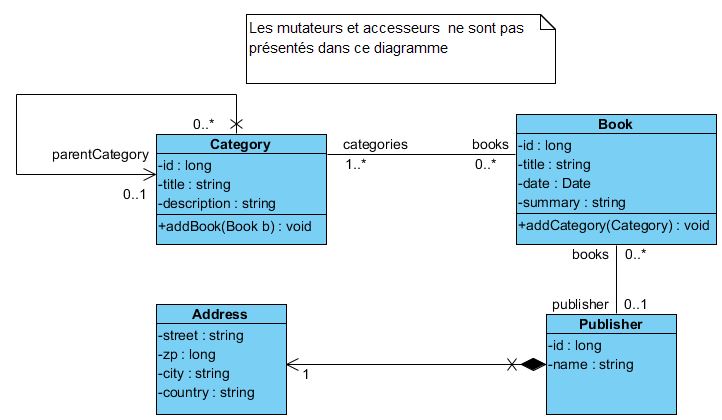 Les mutateurs et accesseurs ne sont pas
présentés dans ce diagramme
0..*
parentCategory
0..1
Category
-id : long
-title : string
-description : string
+addBook(Book b) : void
categories
books
1..*
0..*
Book
-id : long
-title : string
-date : Date
-summary : string
+addCategory(Category) : void
books
0..*
publisher
0..1
Address
-street : string
-zp : long
-city : string
-country : string
1
Publisher
-id : long
-name : string